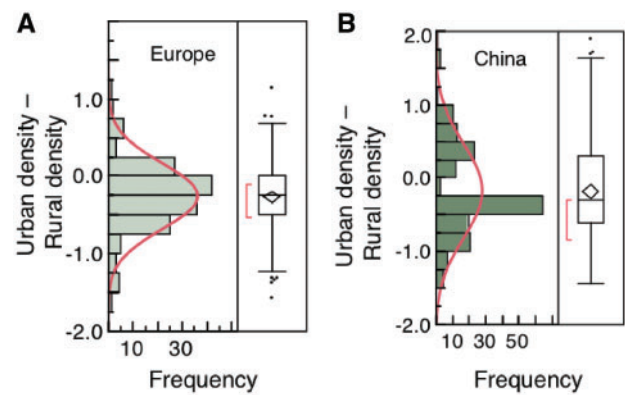 A
Europe
Urban density –
Rural density
1.0
0.0
-1.0
-2.0
10 30
Frequency
B
China
Urban density –
Rural density
2.0
1.0
0.0
-1.0
-2.0
10 30 50
Frequency